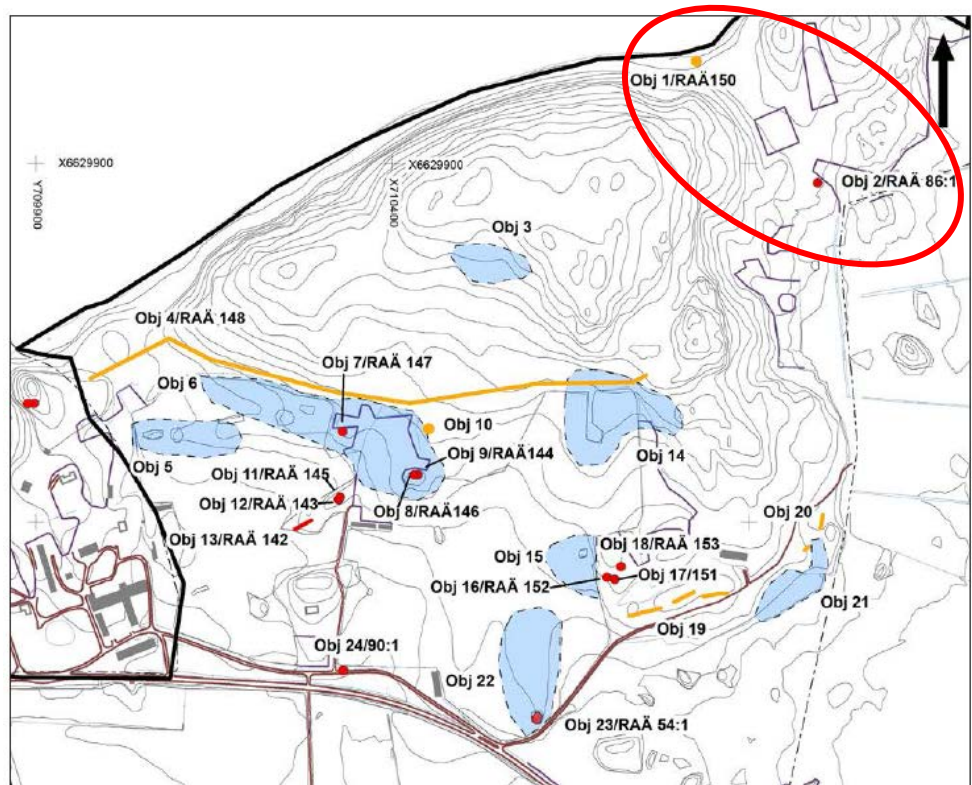 Obj 1/RAÄ150
X6629900
X6629900
Y709900
X710400
Obj 2/RAÄ 86:1
Obj 3
Obj 4/RAÄ 148
Obj 7/RAÄ 147
Obj 6
Obj 10
Obj 5
Obj 9/RAÄ144
Obj 14
Obj 11/RAÄ 145
Obj 12/RAÄ 143
Obj 8/RAÄ146
Obj 13/RAÄ 142
Obj 20
Obj 18/RAÄ 153
Obj 15
Obj 17/151
Obj 16/RAÄ 152
Obj 21
Obj 19
Obj 24/90:1
Obj 22
Obj 23/RAÄ 54:1